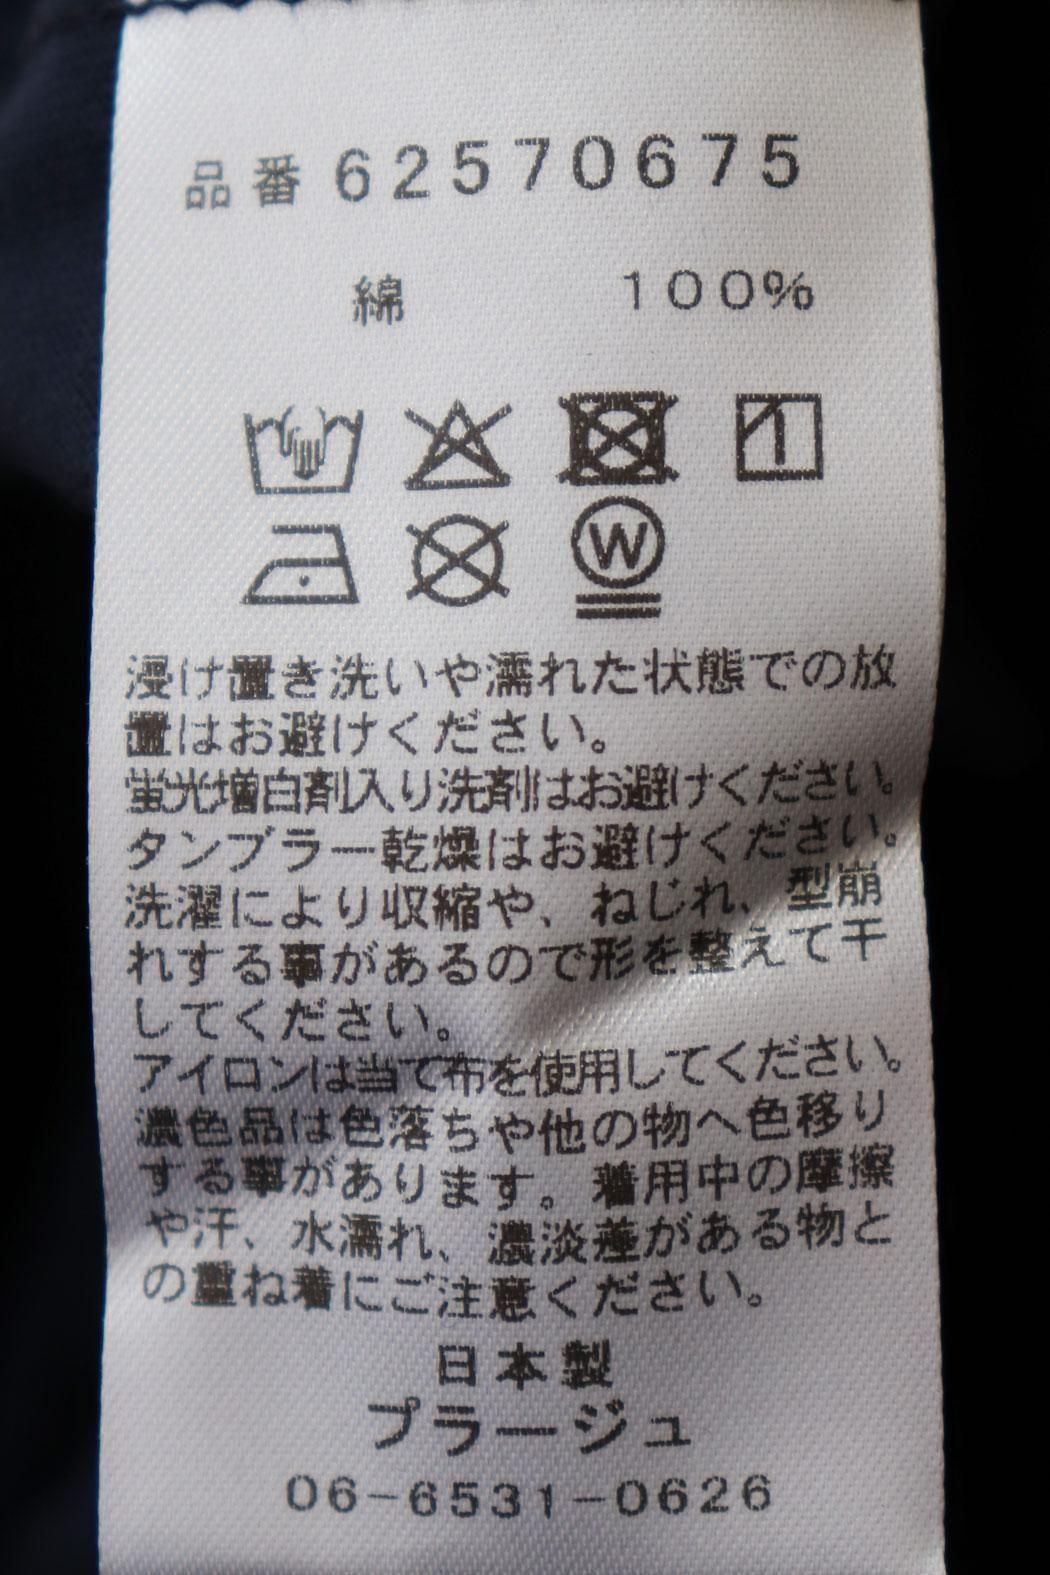 品番 62570675
綿 100%
W
浸け置き洗いや濡れた状態での放
置はお避けください。
蛍光増白剤入り洗剤はお避けください。
タンブラー乾燥はお避けください。
洗濯により収縮や、ねじれ、型崩
れする事があるので形を整えて干
してください。
アイロンは当て布を使用してください。
濃色品は色落ちや他の物へ色移り
する事があります。着用中の摩擦
や汗、水濡れ、濃淡差がある物と
の重ね着にご注意ください。
日本製
プラージュ
06-6531-0626